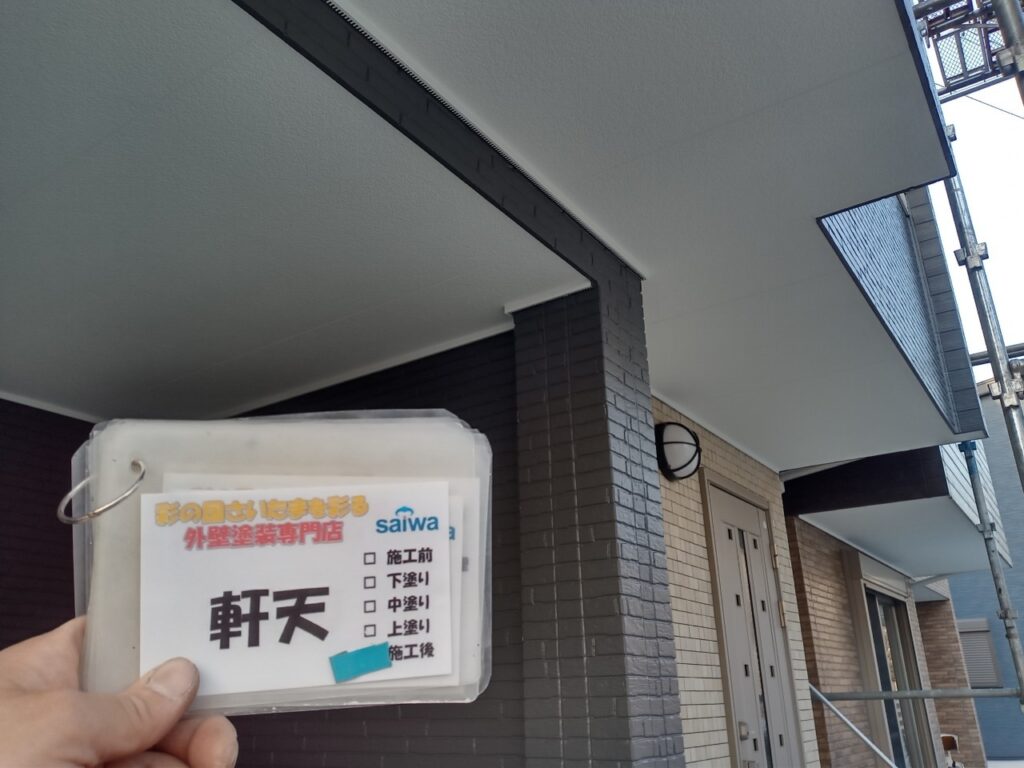 彩の国さいたまを彩る
外壁塗装専門店
saiwa
軒天
□ 施工前
□ 下塗り
□ 中塗り
□ 上塗り
施工後